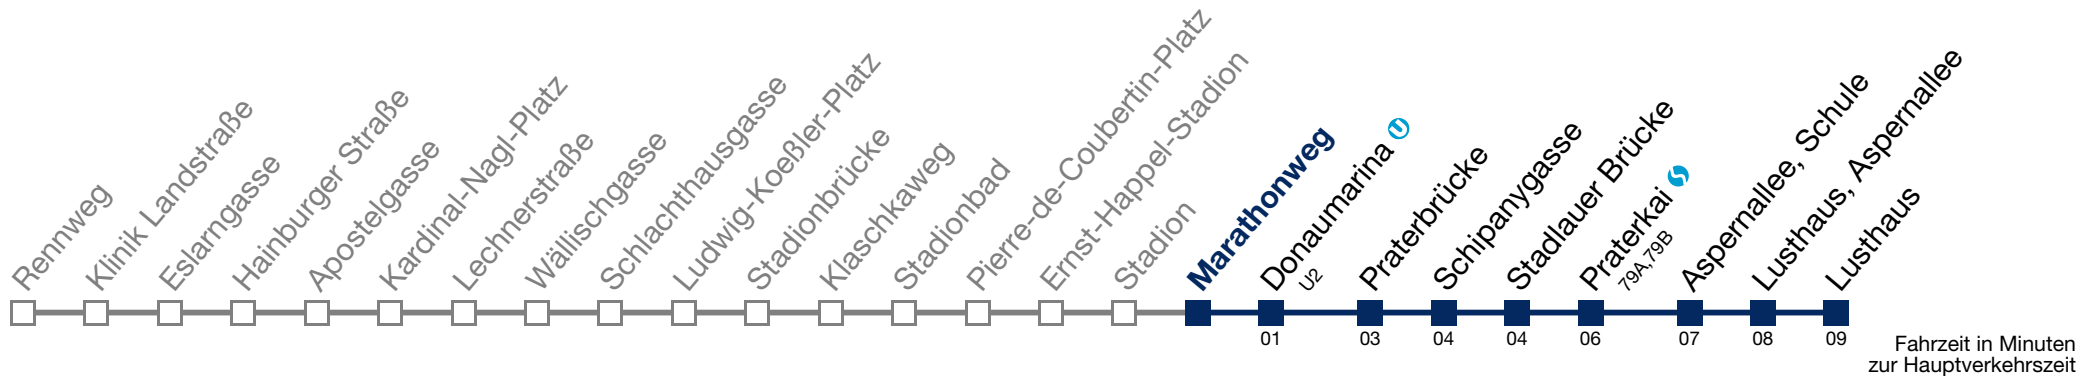 Rennweg
Klinik Landstraße
Eslarngasse
Hainburger Straße
Apostelgasse
Kardinal-Nagl-Platz
Lechnerstraße
Wällischgasse
Schlachthausgasse
Ludwig-Koeßler-Platz
Stadionbrücke
Klaschkaweg
Stadionbad
Pierre-de-Coubertin-Platz
Ernst-Happel-Stadion
Stadion
Marathonweg
Donaumarina U
U2
Praterbrücke
Schipanygasse
Stadlauer Brücke
Praterkai S
79A,79B
Aspernallee, Schule
Lusthaus, Aspernallee
Lusthaus
01 03 04 04 06 07 08 09
Fahrzeit in Minuten
zur Hauptverkehrszeit